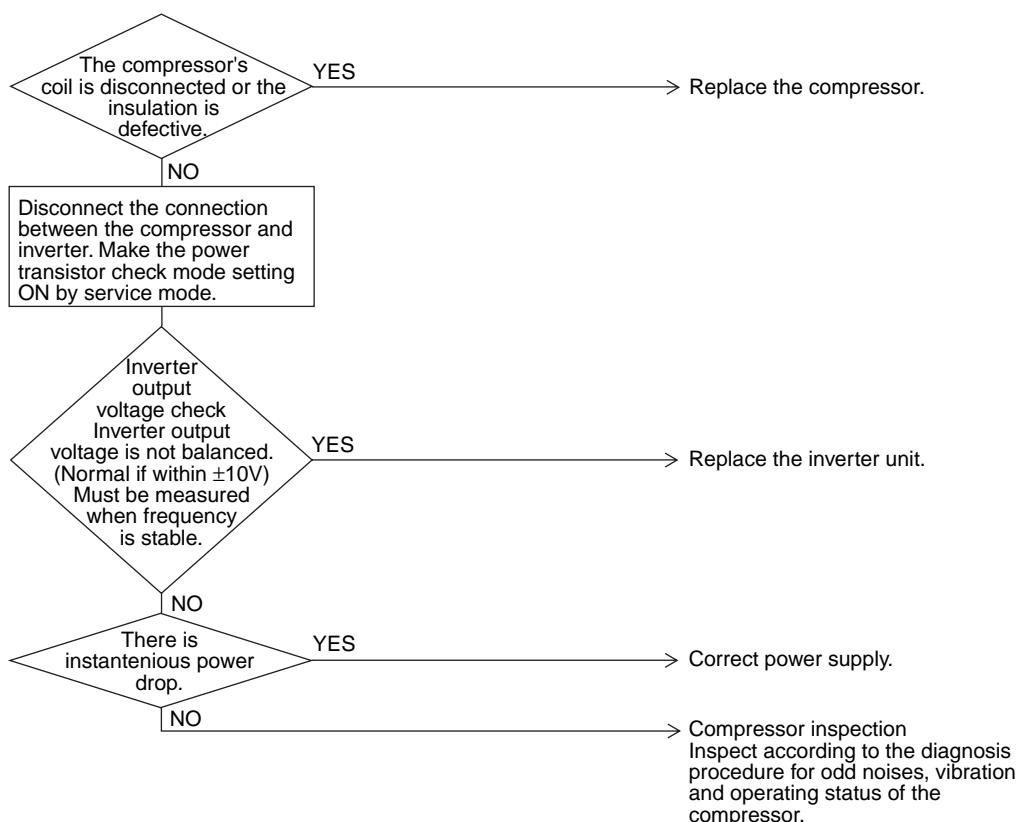 The compressor's
coil is disconnected or the
insulation is
defective.
YES
Replace the compressor.
NO
Disconnect the connection
between the compressor and
inverter. Make the power
transistor check mode setting
ON by service mode.
Inverter
output
voltage check
Inverter output
voltage is not balanced.
(Normal if within ±10V)
Must be measured
when frequency
is stable.
YES
Replace the inverter unit.
NO
There is
instantenious power
drop.
YES
Correct power supply.
NO
Compressor inspection
Inspect according to the diagnosis
procedure for odd noises, vibration
and operating status of the
compressor.